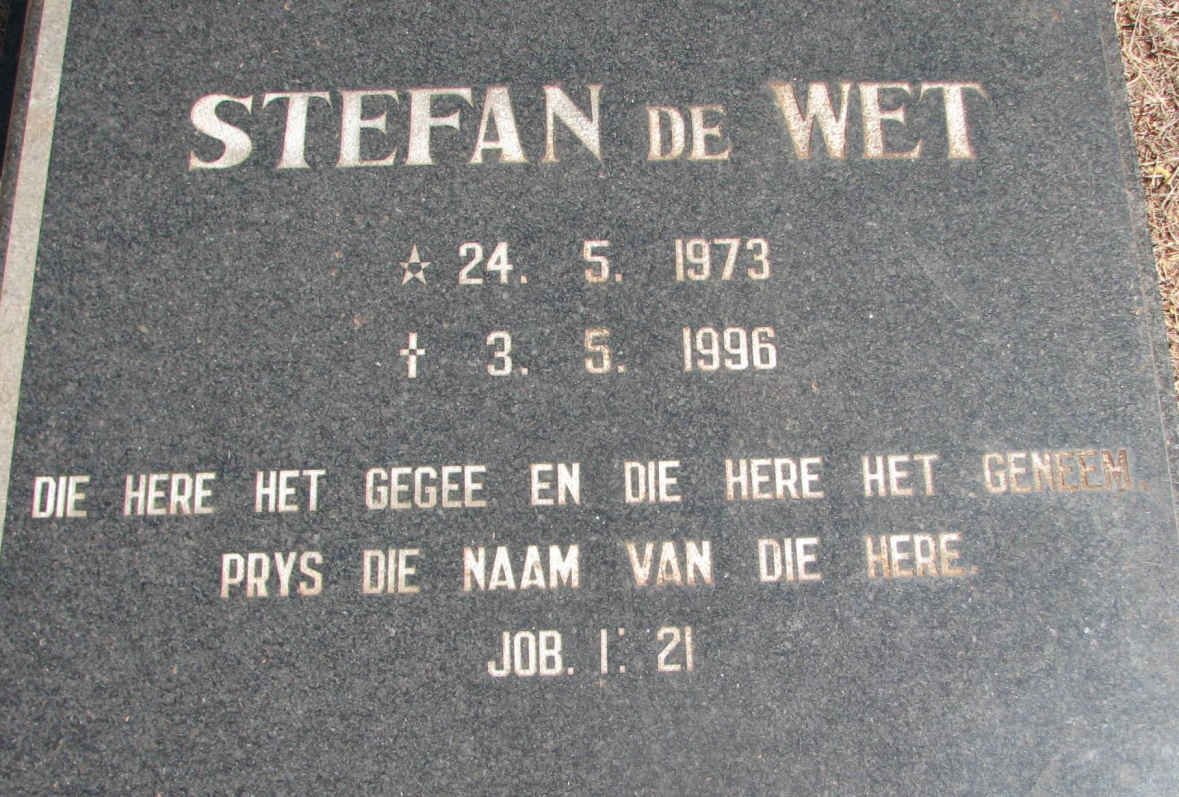 STEFAN DE WET
☆ 24. 5. 1973
✝ 3. 5. 1996
DIE HERE HET GEGEE EN DIE HERE HET GENEEM.
PRYS DIE NAAM VAN DIE HERE.
JOB. 1: 21